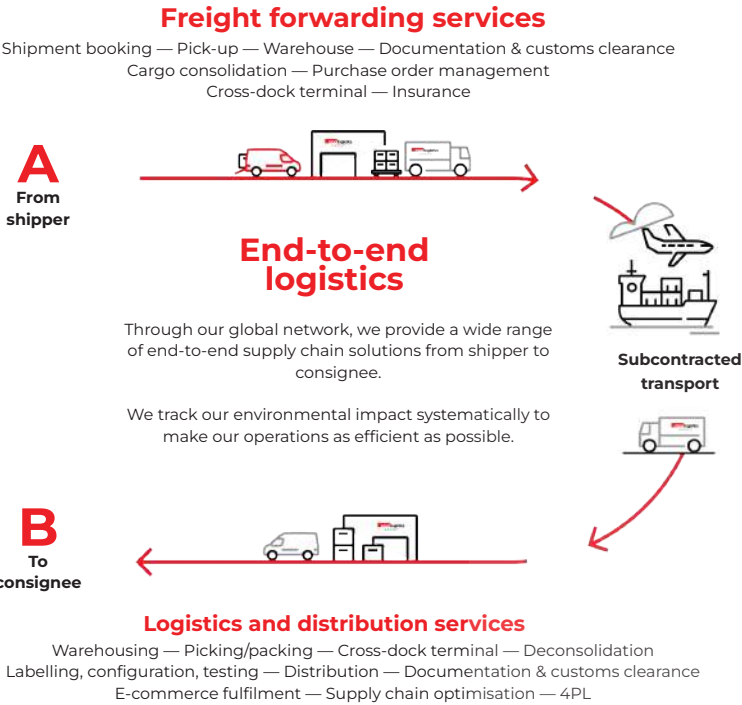 Freight forwarding services
Shipment booking — Pick-up — Warehouse — Documentation & customs clearance
Cargo consolidation — Purchase order management
Cross-dock terminal — Insurance
A
From
shipper
End-to-end
logistics
Through our global network, we provide a wide range
of end-to-end supply chain solutions from shipper to
consignee.
We track our environmental impact systematically to
make our operations as efficient as possible.
Subcontracted
transport
B
To
consignee
Logistics and distribution services
Warehousing — Picking/packing — Cross-dock terminal — Deconsolidation
Labelling, configuration, testing — Distribution — Documentation & customs clearance
E-commerce fulfilment — Supply chain optimisation — 4PL